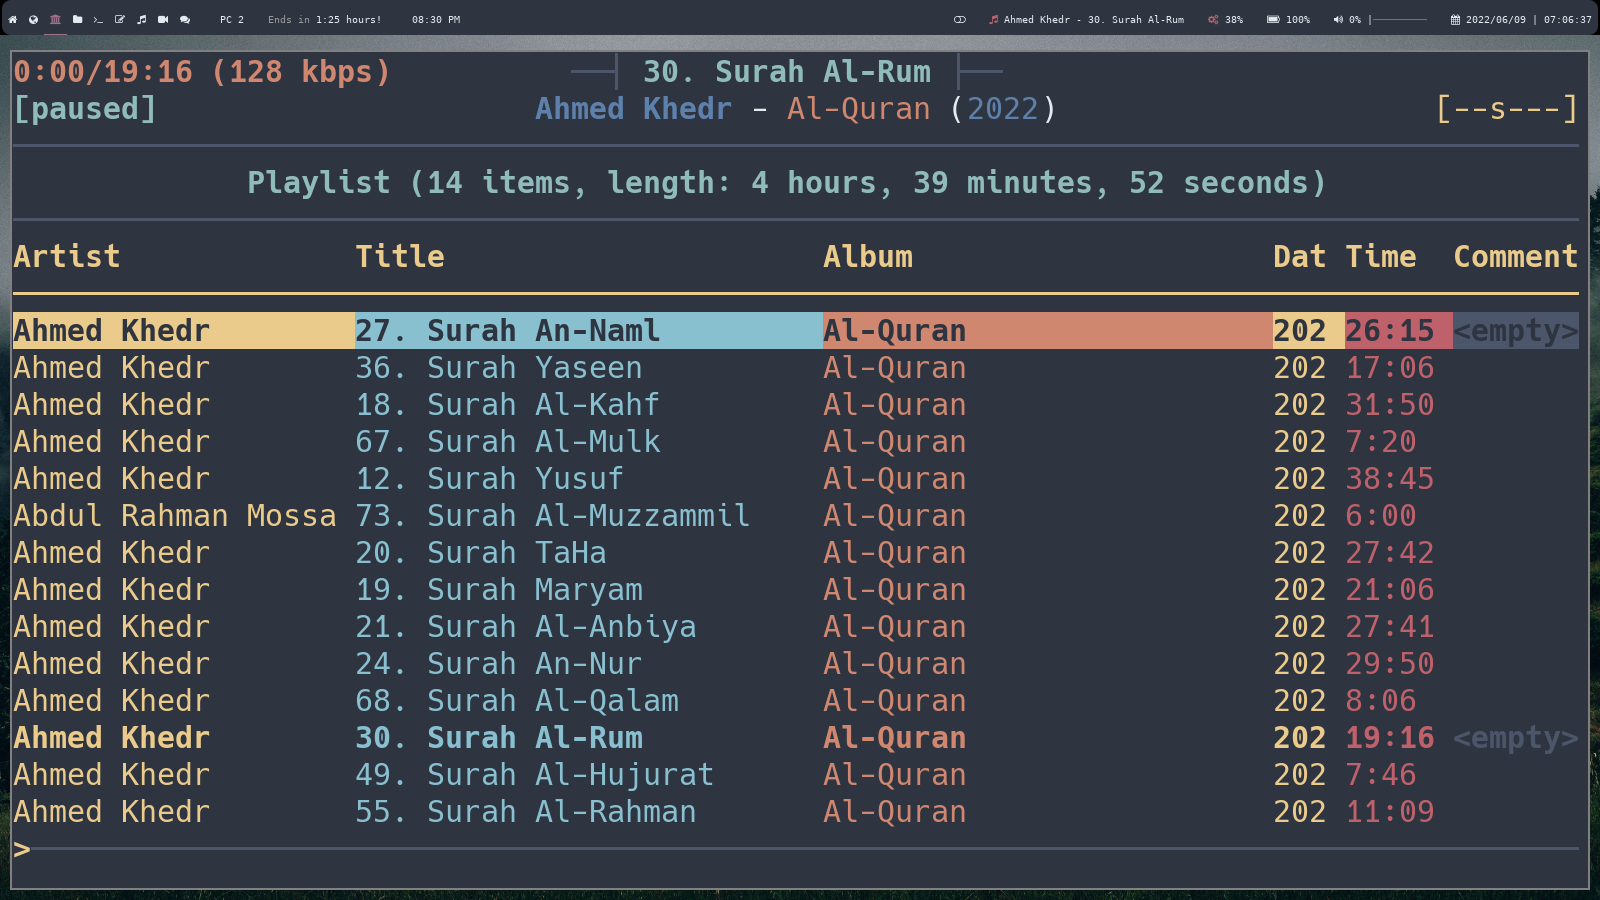 PC 2 Ends in 1:25 hours! 08:30 PM Ahmed Khedr - 30. Surah Al-Rum 38% 100% 0% 2022/06/09 | 07:06:37
0:00/19:16 (128 kbps) 30. Surah Al-Rum
[paused] Ahmed Khedr - Al-Quran (2022) [--s---]
Playlist (14 items, length: 4 hours, 39 minutes, 52 seconds)
Artist Title Album Dat Time Comment
Ahmed Khedr 27. Surah An-Naml Al-Quran 202 26:15 <empty>
Ahmed Khedr 36. Surah Yaseen Al-Quran 202 17:06
Ahmed Khedr 18. Surah Al-Kahf Al-Quran 202 31:50
Ahmed Khedr 67. Surah Al-Mulk Al-Quran 202 7:20
Ahmed Khedr 12. Surah Yusuf Al-Quran 202 38:45
Abdul Rahman Mossa 73. Surah Al-Muzzammil Al-Quran 202 6:00
Ahmed Khedr 20. Surah TaHa Al-Quran 202 27:42
Ahmed Khedr 19. Surah Maryam Al-Quran 202 21:06
Ahmed Khedr 21. Surah Al-Anbiya Al-Quran 202 27:41
Ahmed Khedr 24. Surah An-Nur Al-Quran 202 29:50
Ahmed Khedr 68. Surah Al-Qalam Al-Quran 202 8:06
Ahmed Khedr 30. Surah Al-Rum Al-Quran 202 19:16 <empty>
Ahmed Khedr 49. Surah Al-Hujurat Al-Quran 202 7:46
Ahmed Khedr 55. Surah Al-Rahman Al-Quran 202 11:09
>